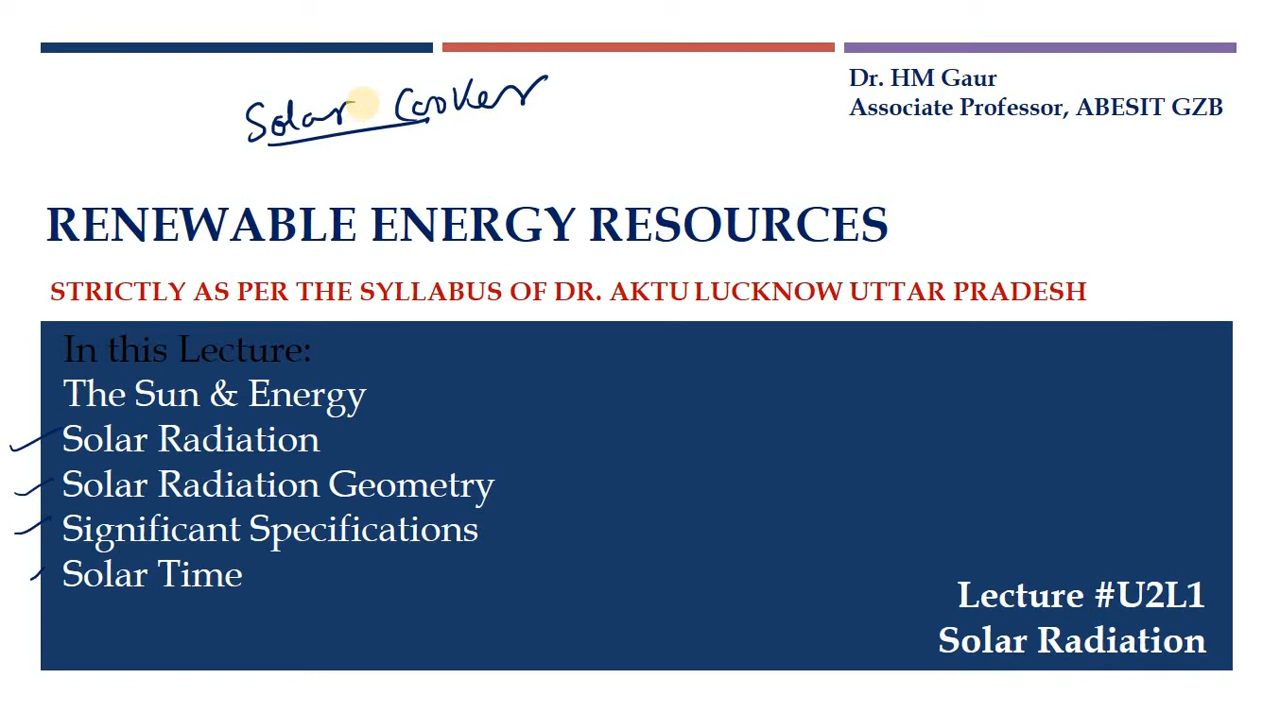 Dr. HM Gaur
Associate Professor, ABESIT GZB
Solar Cooker
RENEWABLE ENERGY RESOURCES
STRICTLY AS PER THE SYLLABUS OF DR. AKTU LUCKNOW UTTAR PRADESH
In this Lecture:
The Sun & Energy
Solar Radiation
Solar Radiation Geometry
Significant Specifications
Solar Time
Lecture #U2L1
Solar Radiation